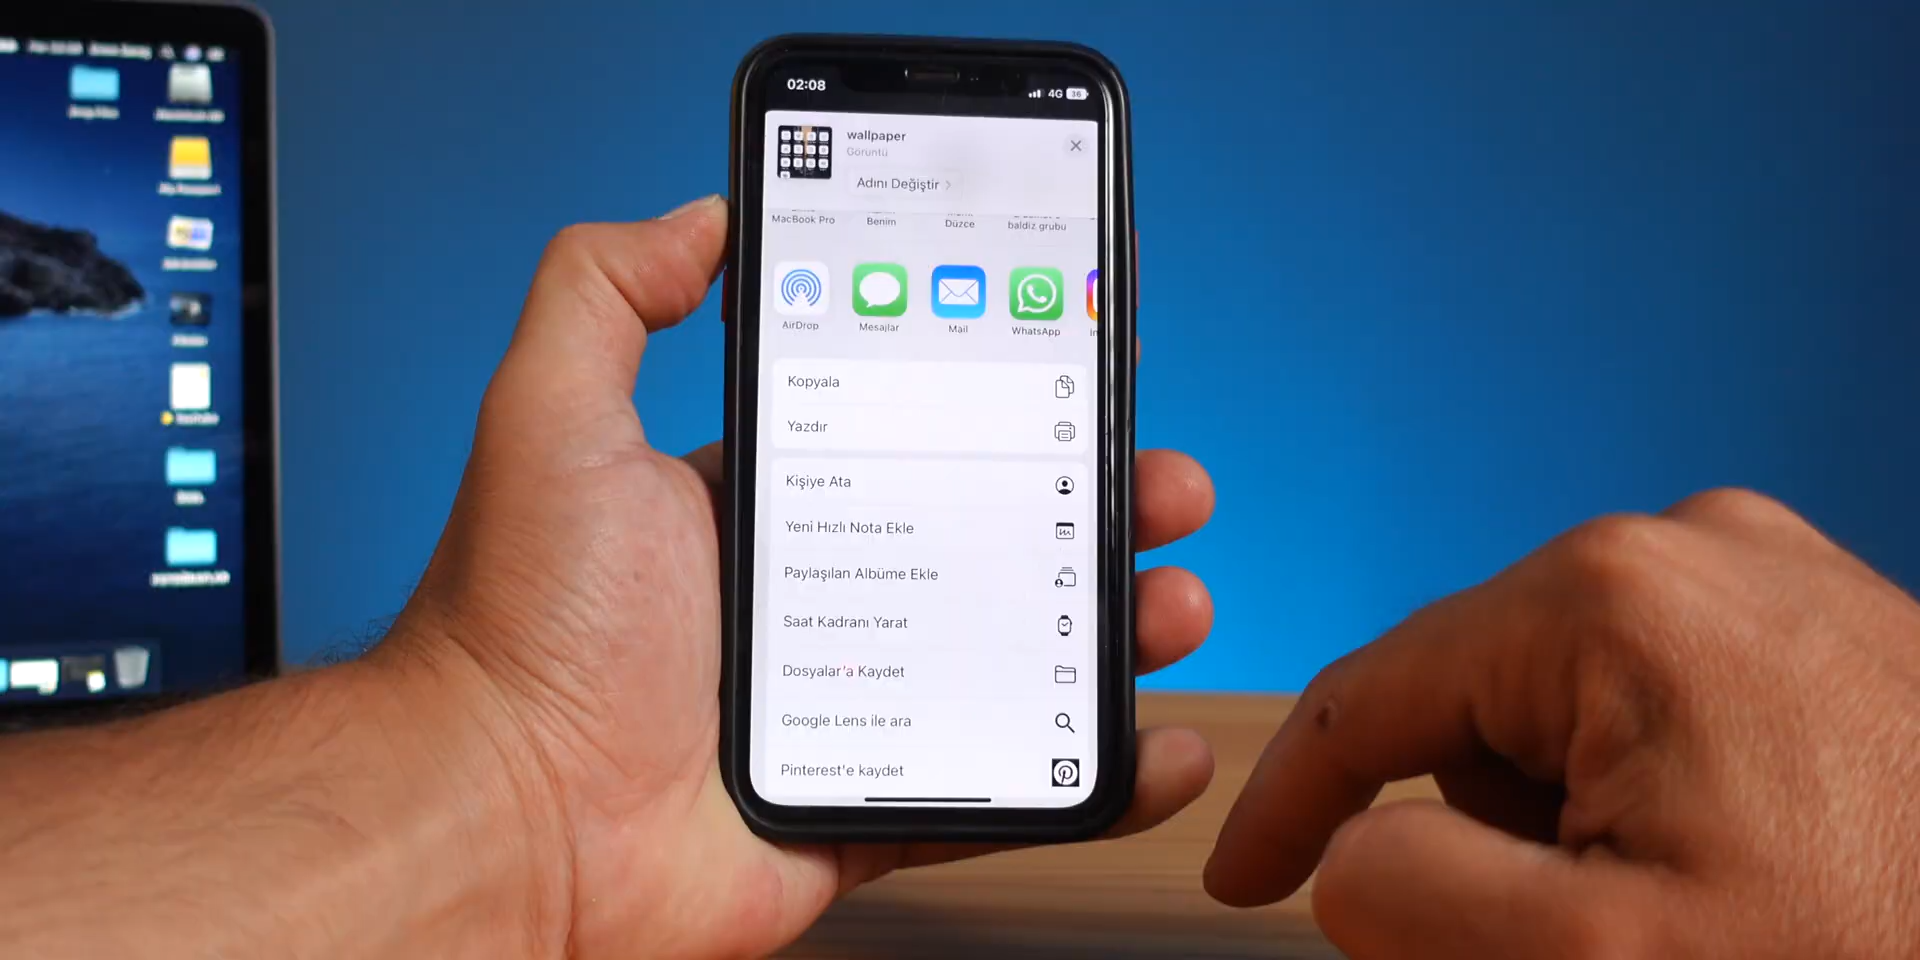 02:08
4G 36
wallpaper
Görüntü
Adını Değiştir
MacBook Pro
Benim
Düzce
baldiz grubu
AirDrop
Mesajlar
Mail
WhatsApp
Kopyala
Yazdır
Kişiye Ata
Yeni Hızlı Nota Ekle
Paylaşılan Albüme Ekle
Saat Kadranı Yarat
Dosyalar'a Kaydet
Google Lens ile ara
Pinterest'e kaydet